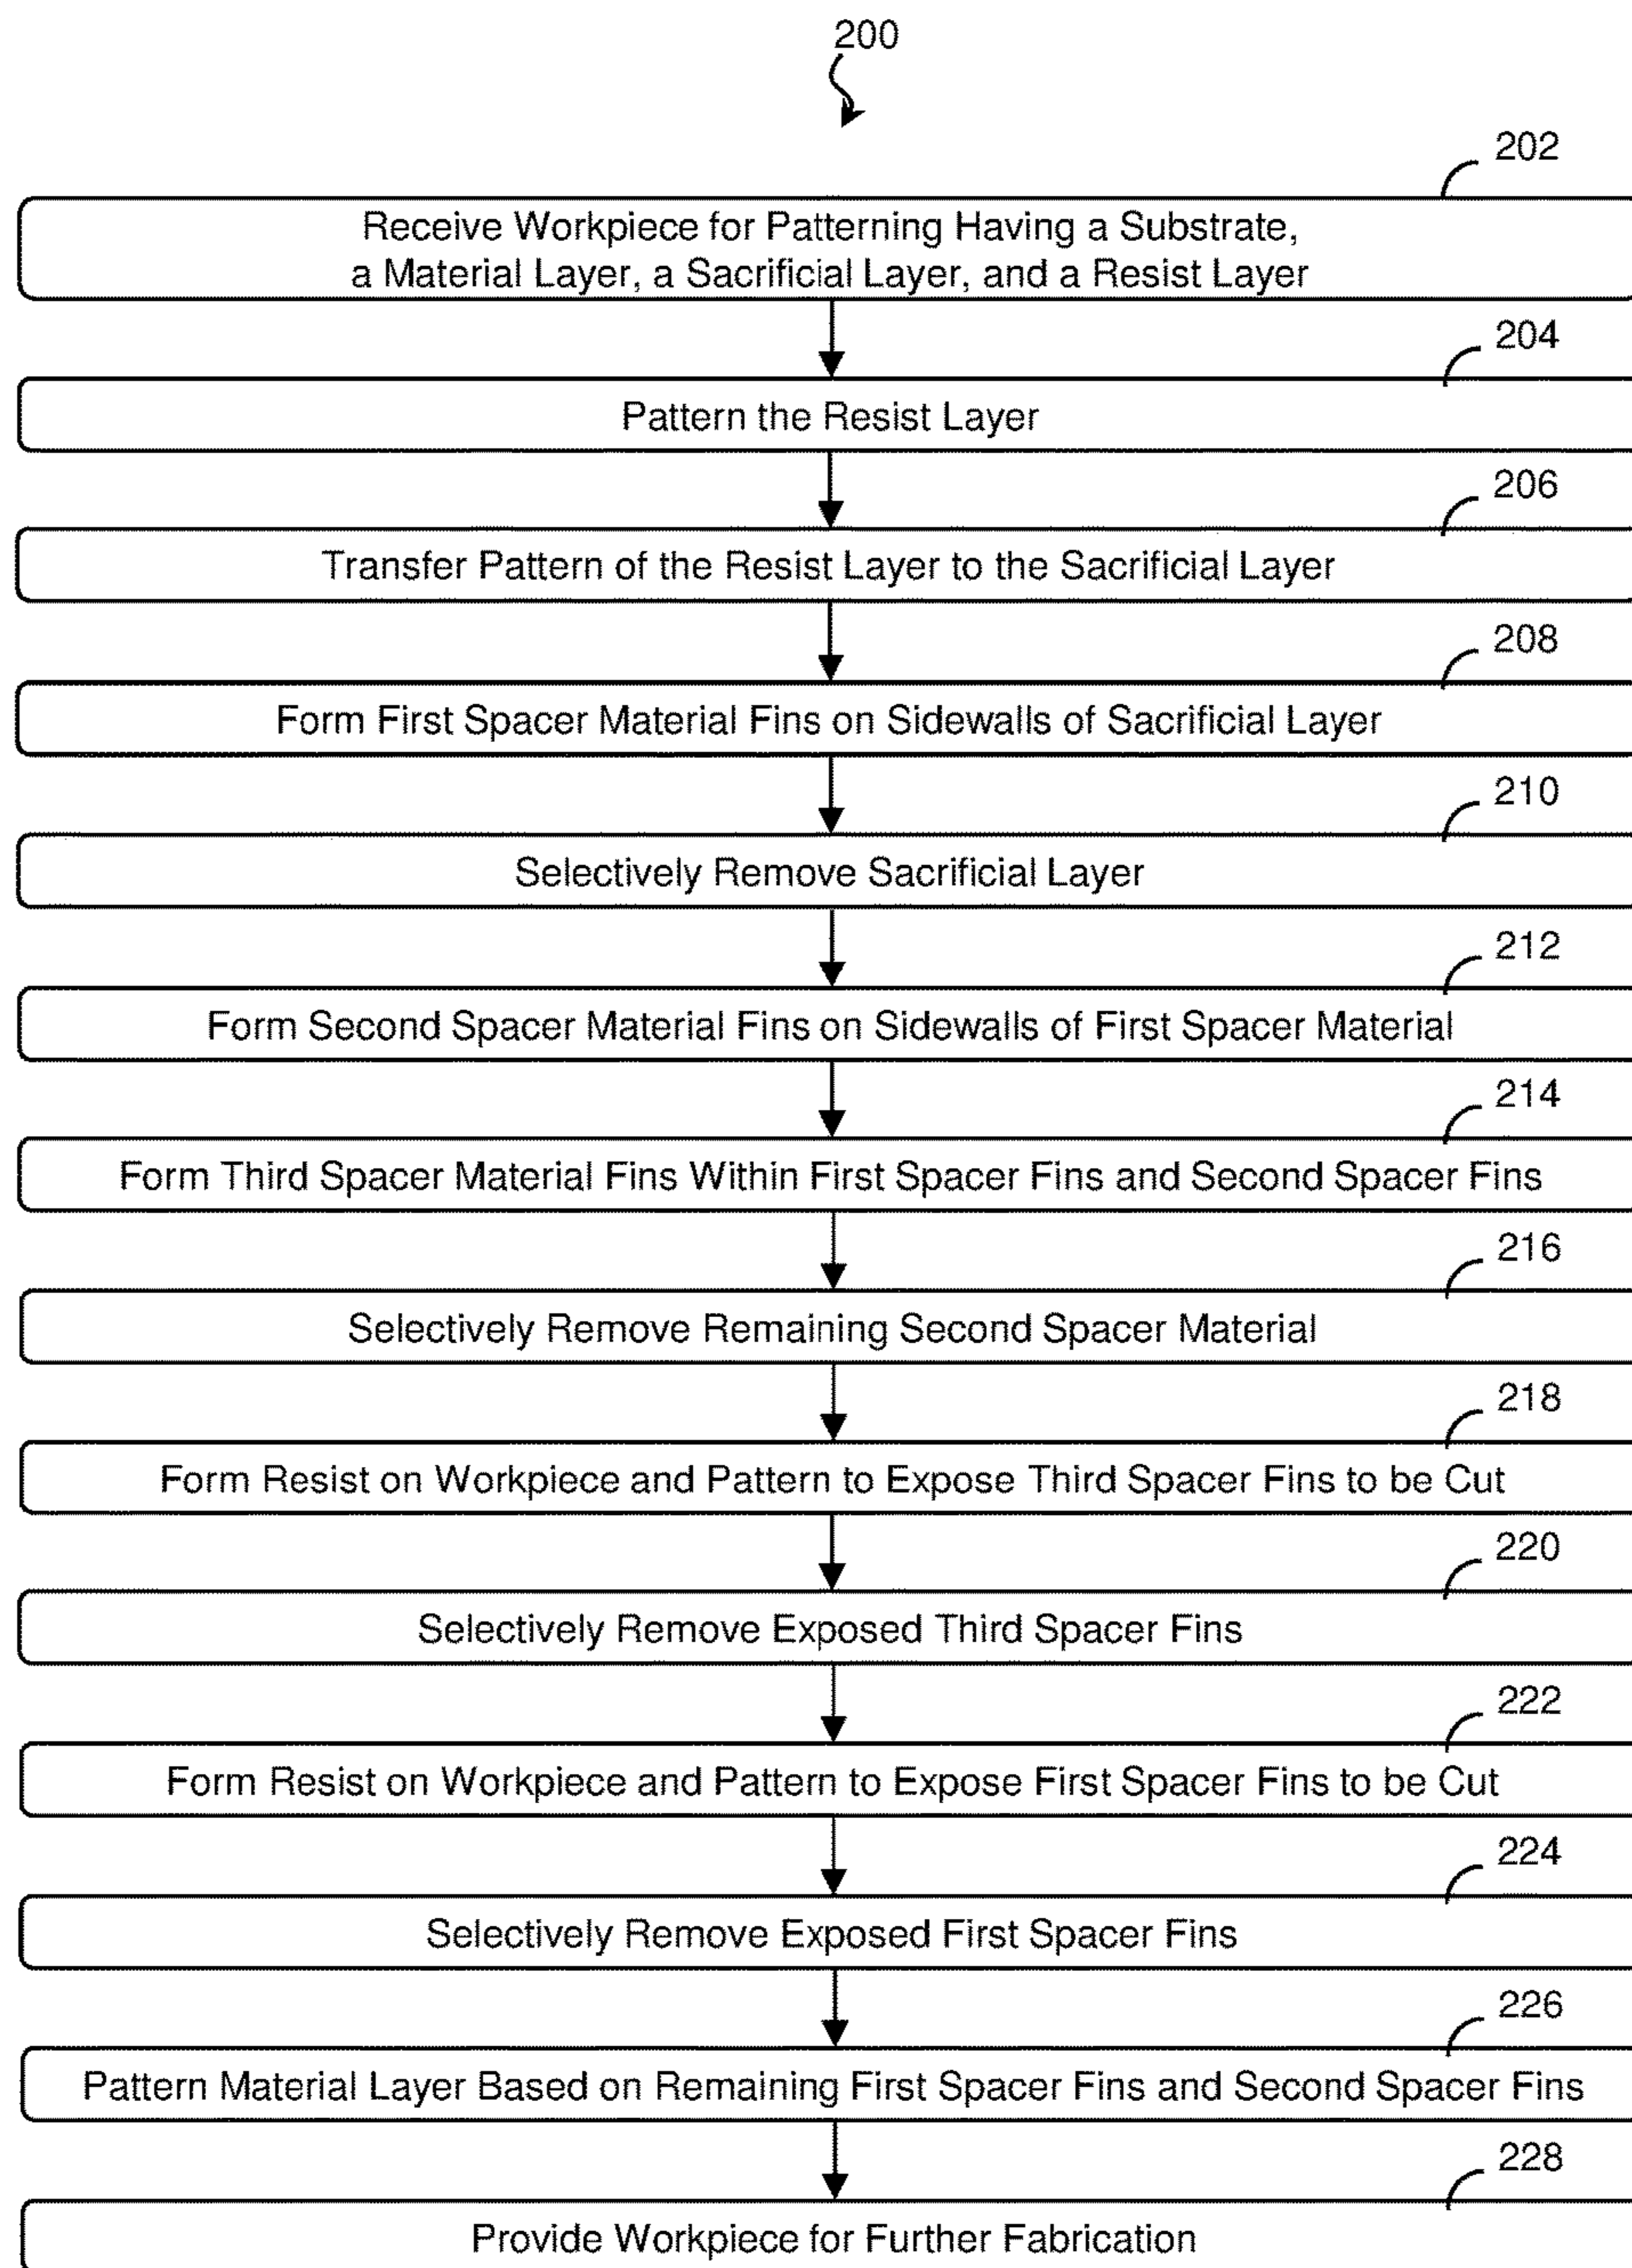 200
202
Receive Workpiece for Patterning Having a Substrate,
a Material Layer, a Sacrificial Layer, and a Resist Layer
204
Pattern the Resist Layer
206
Transfer Pattern of the Resist Layer to the Sacrificial Layer
208
Form First Spacer Material Fins on Sidewalls of Sacrificial Layer
210
Selectively Remove Sacrificial Layer
212
Form Second Spacer Material Fins on Sidewalls of First Spacer Material
214
Form Third Spacer Material Fins Within First Spacer Fins and Second Spacer Fins
216
Selectively Remove Remaining Second Spacer Material
218
Form Resist on Workpiece and Pattern to Expose Third Spacer Fins to be Cut
220
Selectively Remove Exposed Third Spacer Fins
222
Form Resist on Workpiece and Pattern to Expose First Spacer Fins to be Cut
224
Selectively Remove Exposed First Spacer Fins
226
Pattern Material Layer Based on Remaining First Spacer Fins and Second Spacer Fins
228
Provide Workpiece for Further Fabrication